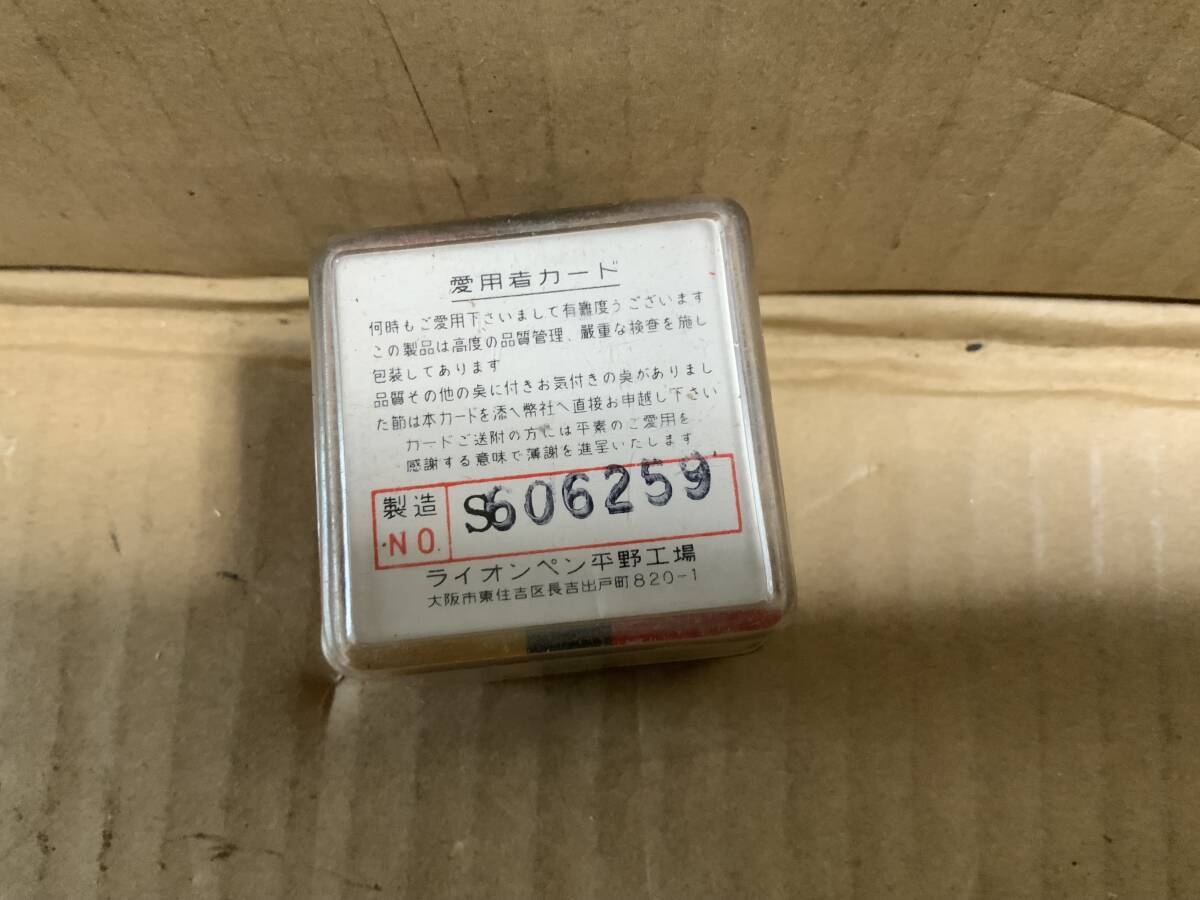 愛用者カード
何時もご愛用下さいまして有難度うございます
この製品は高度の品質管理、厳重な検査を施し
包装してあります
品質その他の奌に付きお気付きの奌がありまし
た節は本カードを添へ幣社へ直接お申越し下さい
カードご送附の方には平素のご愛用を
感謝する意味で薄謝を進呈いたします
製造
NO.
S606259
ライオンペン平野工場
大阪市東住吉区長吉出戸町820-1